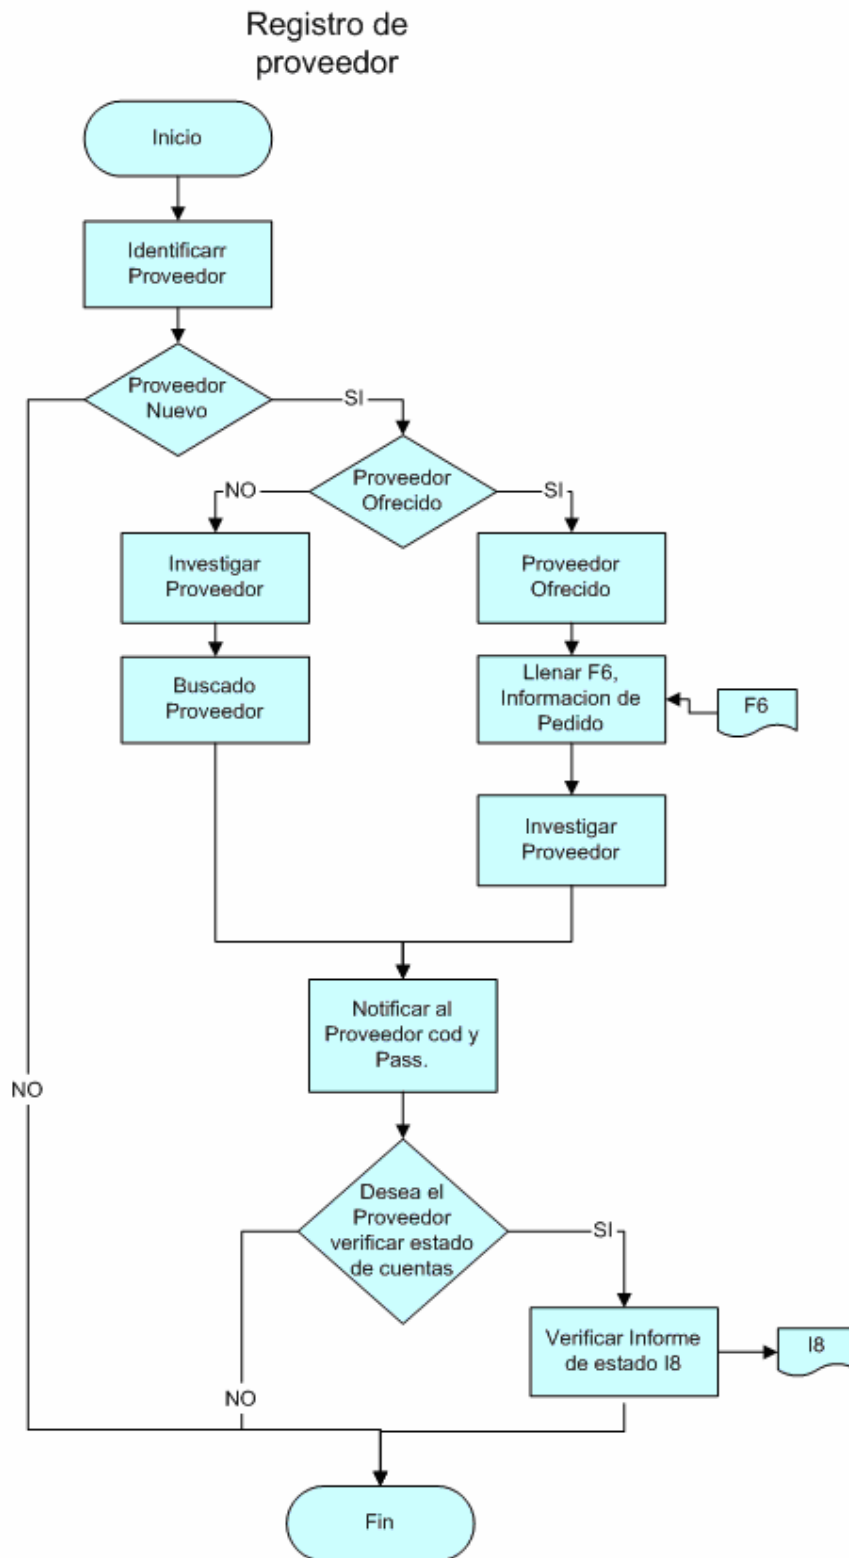 Registro de
proveedor
Inicio
Identificarr
Proveedor
Proveedor
Nuevo
SI
Proveedor
Ofrecido
NO
SI
Investigar
Proveedor
Proveedor
Ofrecido
Buscado
Proveedor
Llenar F6,
Informacion de
Pedido
F6
Investigar
Proveedor
Notificar al
Proveedor cod y
Pass.
NO
Desea el
Proveedor
verificar estado
de cuentas
SI
Verificar Informe
de estado I8
I8
NO
Fin